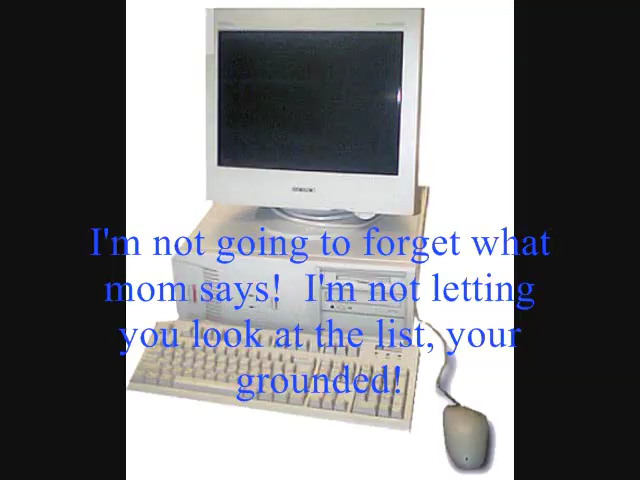 I'm not going to forget what
mom says!  I'm not letting
you look at the list, your
grounded!